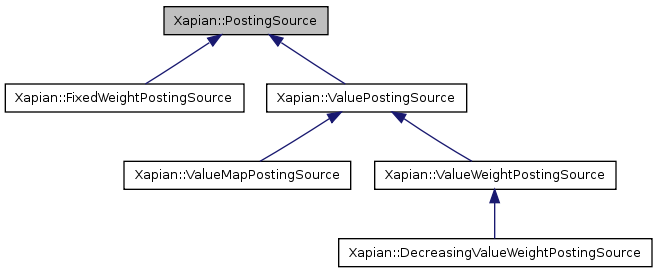 Xapian::PostingSource
Xapian::FixedWeightPostingSource
Xapian::ValuePostingSource
Xapian::ValueMapPostingSource
Xapian::ValueWeightPostingSource
Xapian::DecreasingValueWeightPostingSource